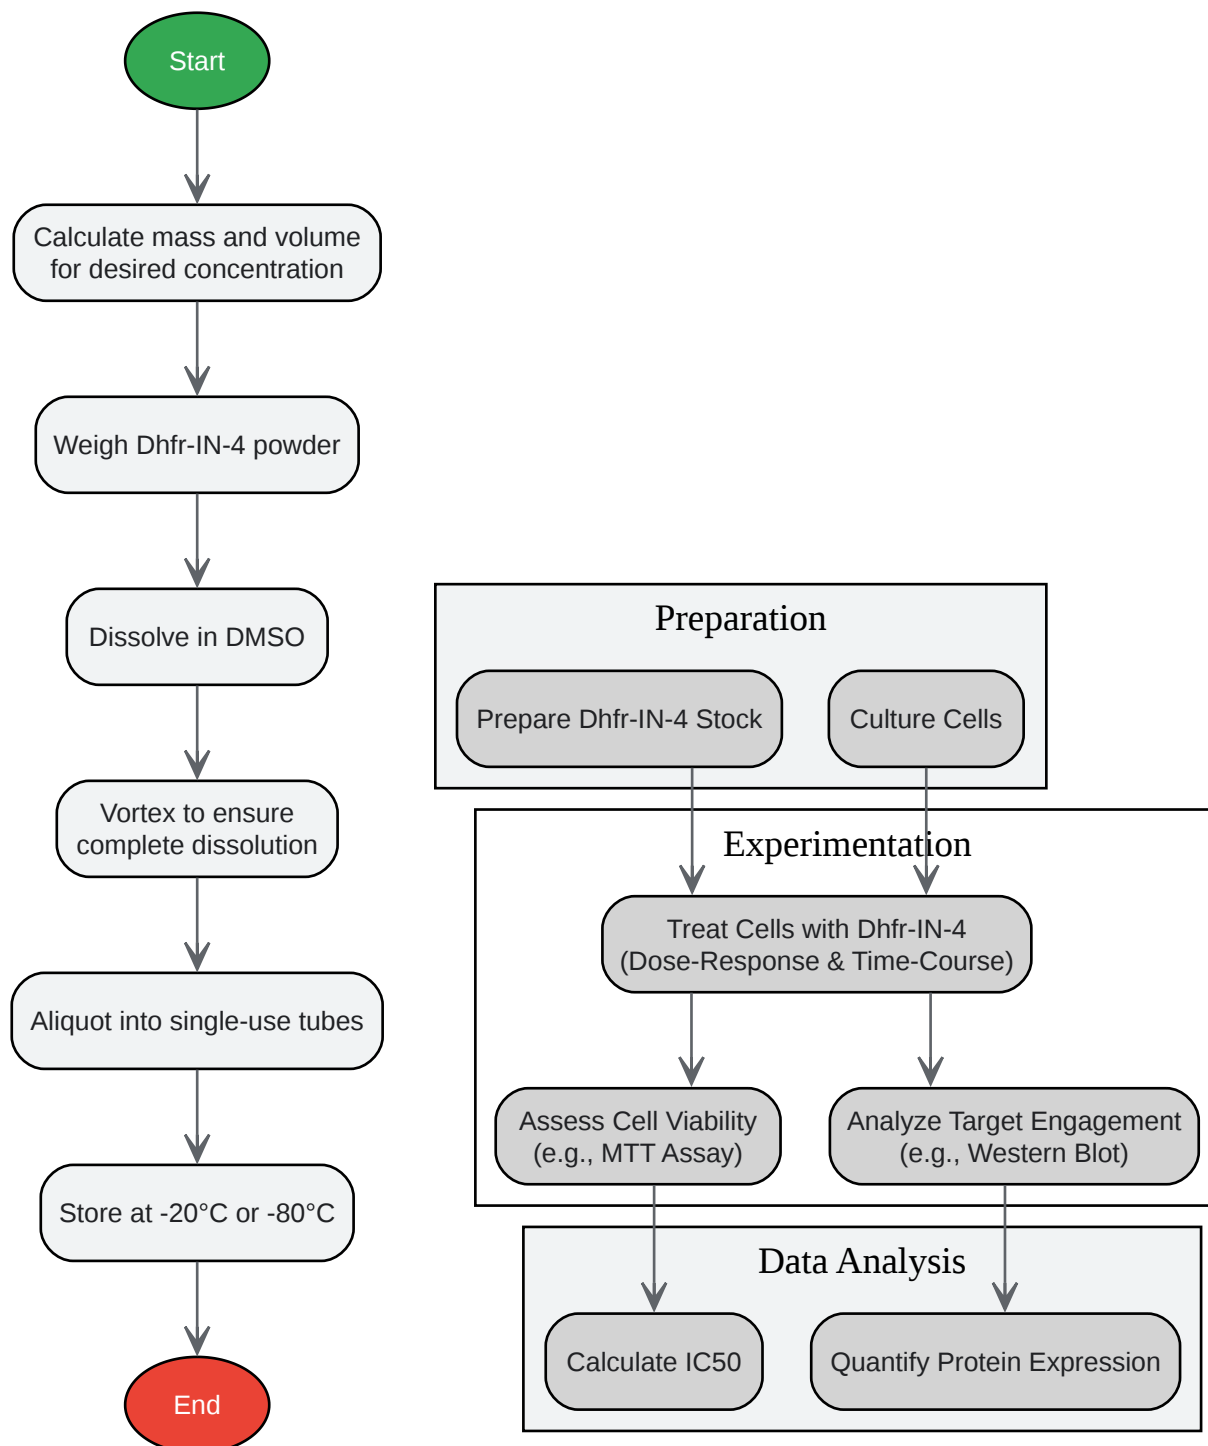 Start
Calculate mass and volume
for desired concentration
Weigh Dhfr-IN-4 powder
Dissolve in DMSO
Vortex to ensure
complete dissolution
Aliquot into single-use tubes
Store at -20°C or -80°C
End
Preparation
Prepare Dhfr-IN-4 Stock
Culture Cells
Experimentation
Treat Cells with Dhfr-IN-4
(Dose-Response & Time-Course)
Assess Cell Viability
(e.g., MTT Assay)
Analyze Target Engagement
(e.g., Western Blot)
Data Analysis
Calculate IC50
Quantify Protein Expression